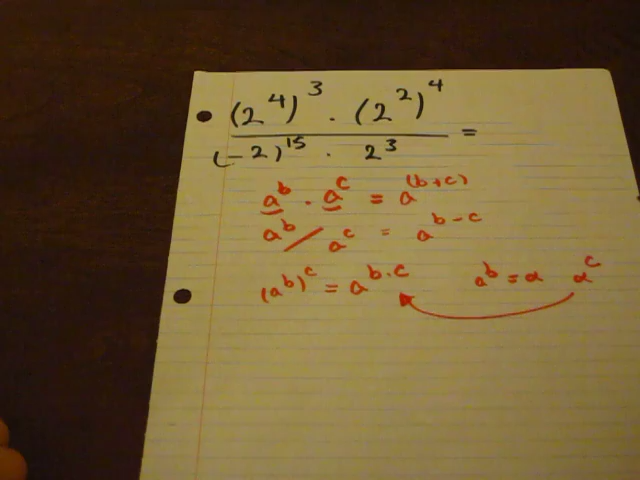 (2^4)^3 · (2^2)^4
(-2)^15 · 2^3 =
a^b · a^c = a^(b+c)
a^b / a^c = a^b-c
(a^b)^c = a^b·c a^b = α α^c